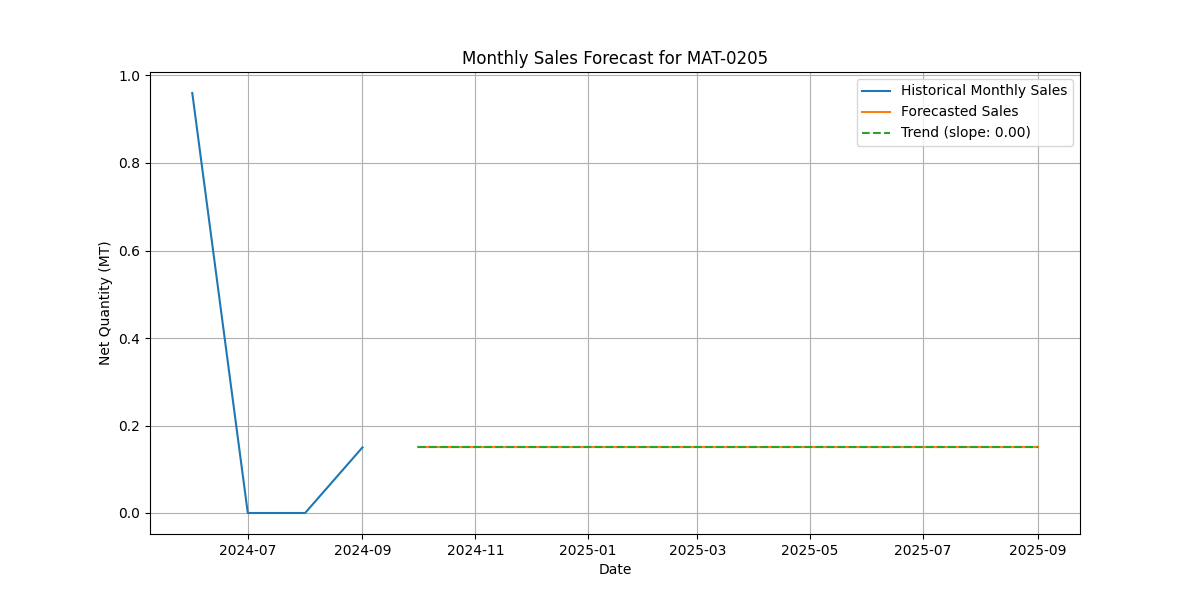 Monthly Sales Forecast for MAT-0205
Historical Monthly Sales
Forecasted Sales
Trend (slope: 0.00)
Net Quantity (MT)
1.0
0.8
0.6
0.4
0.2
0.0
2024-07
2024-09
2024-11
2025-01
2025-03
2025-05
2025-07
2025-09
Date